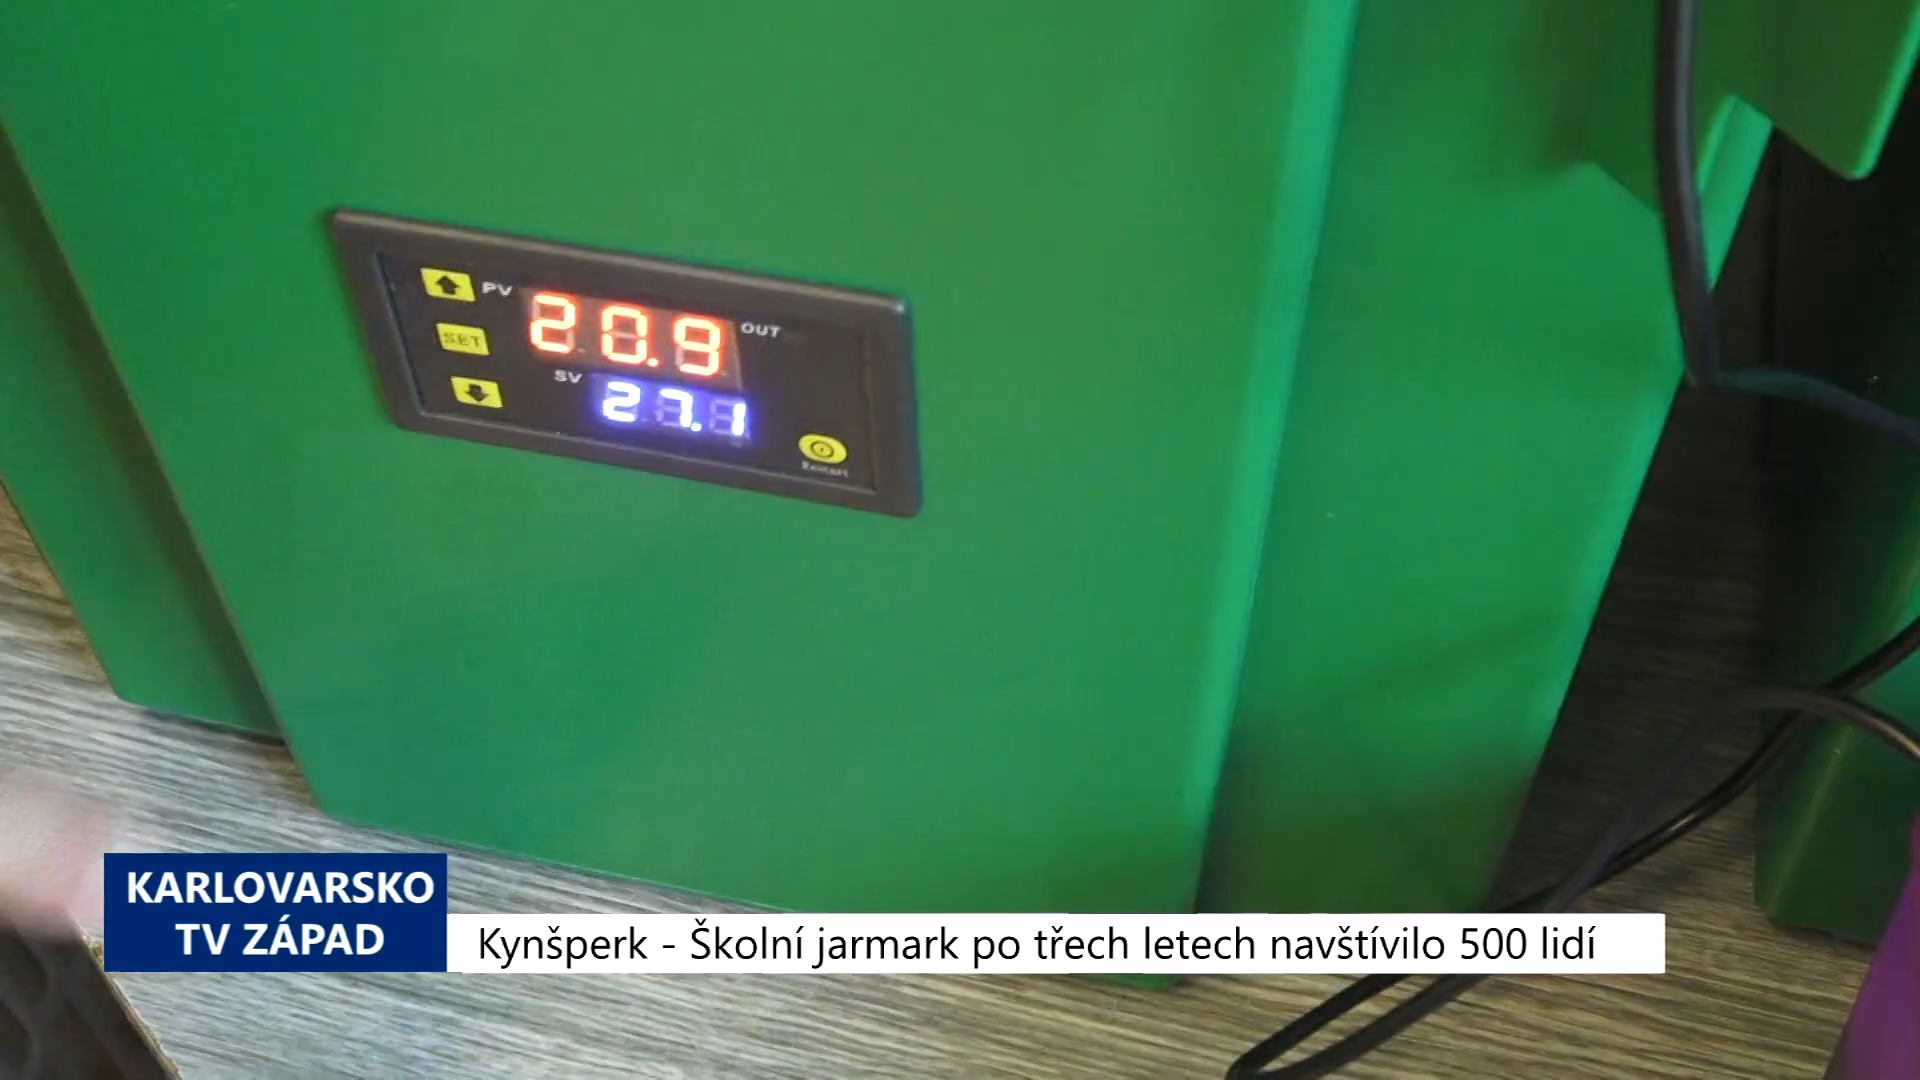 PV
20.9
OUT
SET
SV
27.1
Restart
KARLOVARSKO
TV ZÁPAD
Kynšperk - Školní jarmark po třech letech navštívilo 500 lidí